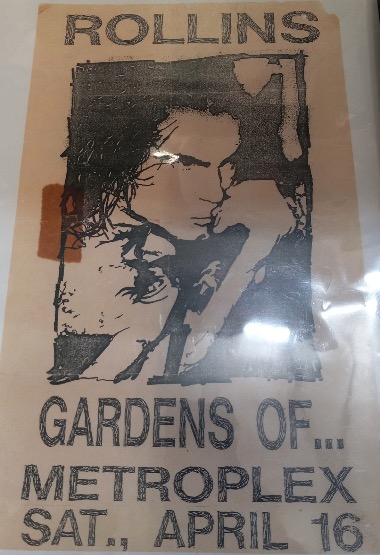 ROLLINS
GARDENS OF...
METROPLEX
SAT., APRIL 16